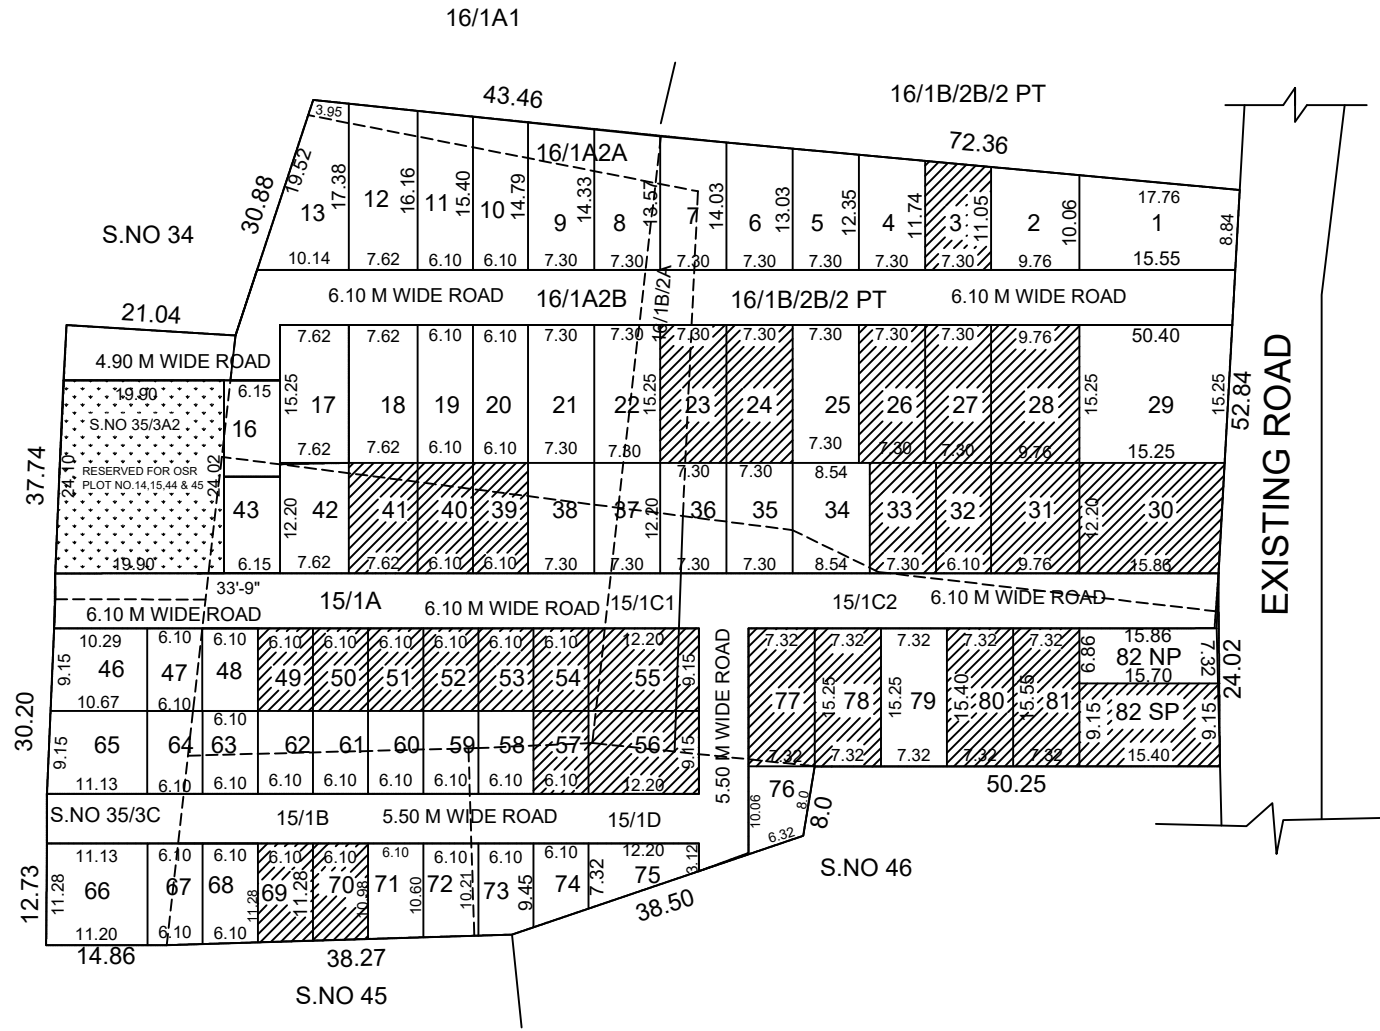 16/1A1
43.46
16/1B/2B/2 PT
72.36
3.95
16/1A2A
30.88
19.52
17.38
16.16
15.40
14.79
14.33
13.57
14.03
13.03
12.35
11.74
11.05
10.06
17.76
8.84
13 12 11 10 9 8 7 6 5 4 3 2 1
10.14 7.62 6.10 6.10 7.30 7.30 7.30 7.30 7.30 7.30 7.30 9.76 15.55
S.NO 34
6.10 M WIDE ROAD 16/1A2B 16/1B/2A 16/1B/2B/2 PT 6.10 M WIDE ROAD
21.04
4.90 M WIDE ROAD
7.62 7.62 6.10 6.10 7.30 7.30 7.30 7.30 7.30 7.30 7.30 9.76 50.40
19.90 6.15 15.25 15.25 15.25 15.25
52.84
EXISTING ROAD
S.NO 35/3A2
16 17 18 19 20 21 22 23 24 25 26 27 28 29
7.62 7.62 6.10 6.10 7.30 7.30 7.30 7.30 7.30 9.76 15.25
37.74
24.10
RESERVED FOR OSR
PLOT NO.14,15,44 & 45
24.02
7.30 7.30 8.54
43 12.20 42 41 40 39 38 37 12.20 36 35 34 33 32 31 12.20 30
19.90 6.15 7.62 7.62 6.10 6.10 7.30 7.30 7.30 7.30 8.54 7.30 6.10 9.76 15.86
33'-9"
6.10 M WIDE ROAD 15/1A 6.10 M WIDE ROAD 15/1C1 15/1C2 6.10 M WIDE ROAD
10.29 6.10 6.10 6.10 6.10 6.10 6.10 6.10 6.10 12.20 7.32 7.32 7.32 7.32 7.32 15.86
9.15 46 47 48 49 50 51 52 53 54 55 9.15
6.86 82 NP 7.32
15.70
24.02
10.67 6.10
77 15.25 78 15.25 79 15.40 80 15.55 81 9.15 82 SP 9.15
30.20
6.10
9.15 65 64 63 62 61 60 59 58 57 56 9.15
5.50 M WIDE ROAD
7.32 7.32 7.32 7.32 7.32 15.40
11.13 6.10 6.10 6.10 6.10 6.10 6.10 6.10 6.10 12.20
50.25
76
10.06 8.0 8.0
6.32
S.NO 35/3C 15/1B 5.50 M WIDE ROAD 15/1D
11.13 6.10 6.10 6.10 6.10 6.10 6.10 6.10 6.10 12.20
12.73
11.28 66 67 68 11.28 69 11.28 70 10.98 71 10.60 72 10.21 73 9.45 74 7.32 75 3.12
S.NO 46
11.20 6.10 6.10
38.50
14.86 38.27
S.NO 45